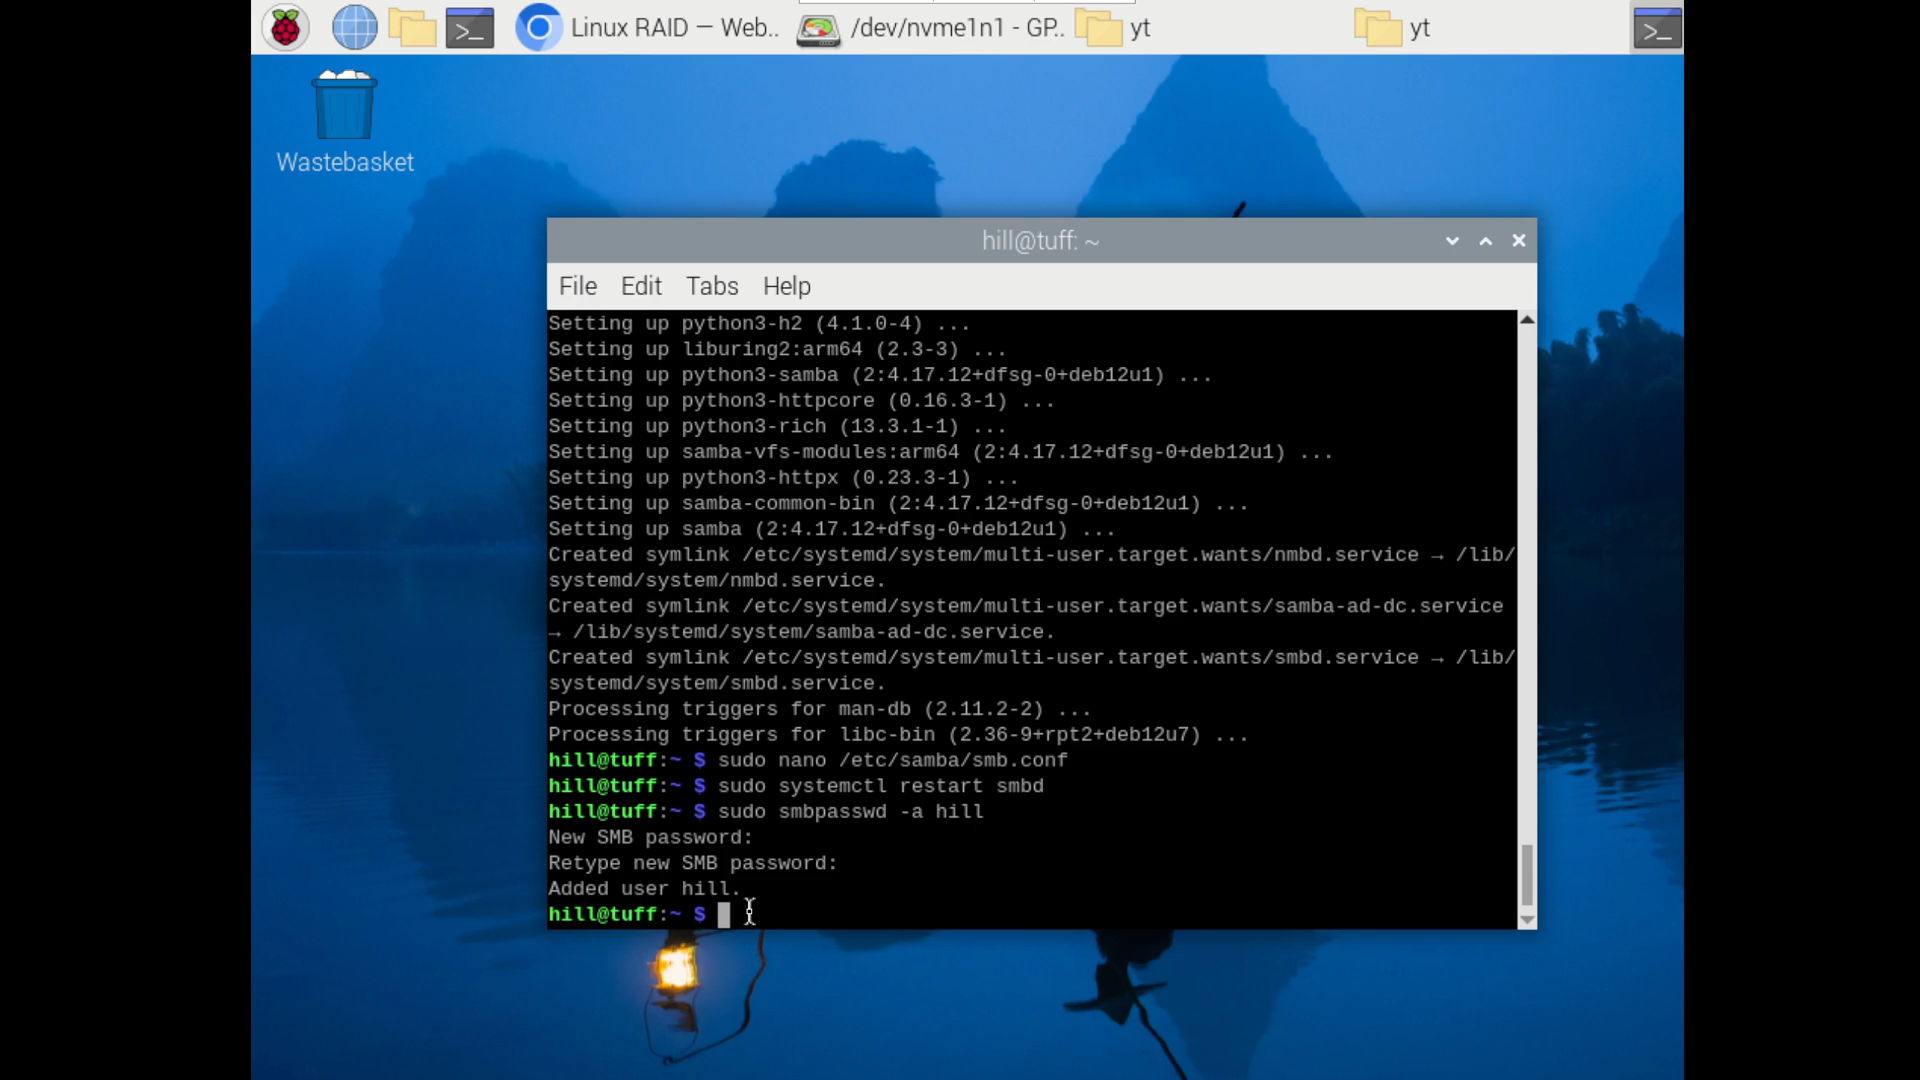 Linux RAID — Web..
/dev/nvme1n1 - GP..
yt
yt
Wastebasket
hill@tuff: ~
File Edit Tabs Help
Setting up python3-h2 (4.1.0-4) ...
Setting up liburing2:arm64 (2.3-3) ...
Setting up python3-samba (2:4.17.12+dfsg-0+deb12u1) ...
Setting up python3-httpcore (0.16.3-1) ...
Setting up python3-rich (13.3.1-1) ...
Setting up samba-vfs-modules:arm64 (2:4.17.12+dfsg-0+deb12u1) ...
Setting up python3-httpx (0.23.3-1) ...
Setting up samba-common-bin (2:4.17.12+dfsg-0+deb12u1) ...
Setting up samba (2:4.17.12+dfsg-0+deb12u1) ...
Created symlink /etc/systemd/system/multi-user.target.wants/nmbd.service → /lib/
systemd/system/nmbd.service.
Created symlink /etc/systemd/system/multi-user.target.wants/samba-ad-dc.service
→ /lib/systemd/system/samba-ad-dc.service.
Created symlink /etc/systemd/system/multi-user.target.wants/smbd.service → /lib/
systemd/system/smbd.service.
Processing triggers for man-db (2.11.2-2) ...
Processing triggers for libc-bin (2.36-9+rpt2+deb12u7) ...
hill@tuff:~ $ sudo nano /etc/samba/smb.conf
hill@tuff:~ $ sudo systemctl restart smbd
hill@tuff:~ $ sudo smbpasswd -a hill
New SMB password:
Retype new SMB password:
Added user hill.
hill@tuff:~ $